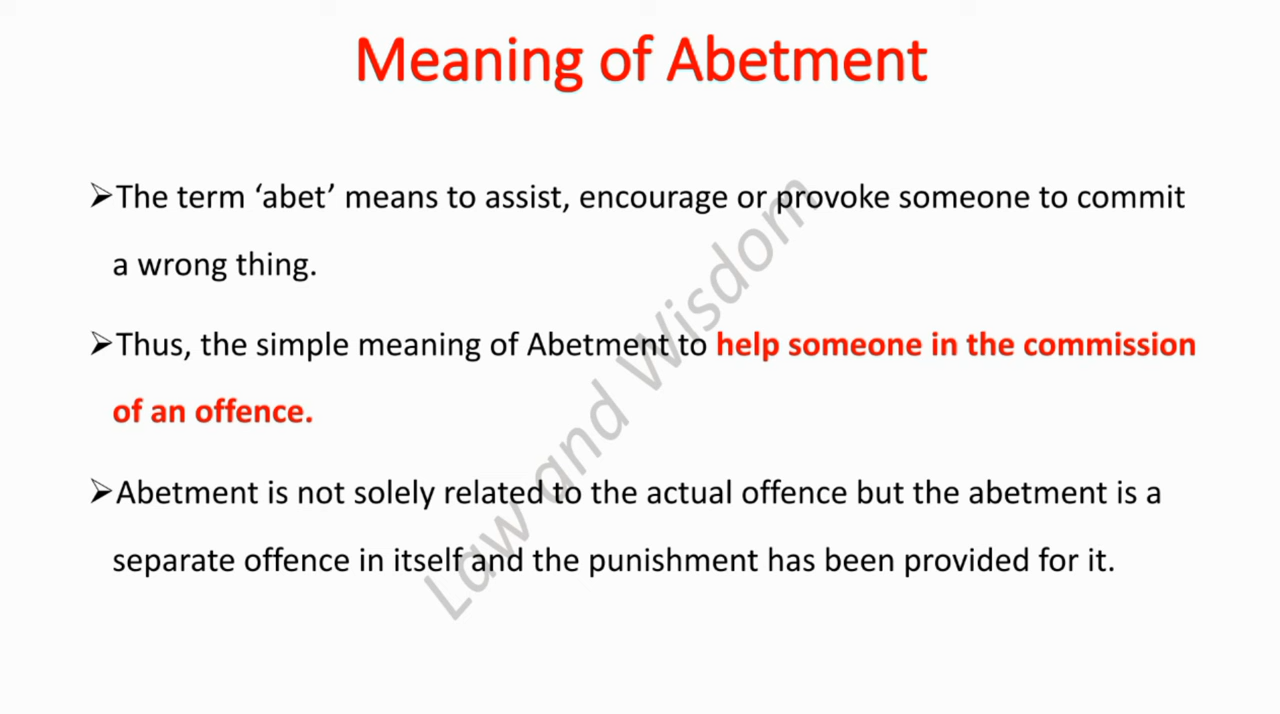 Meaning of Abetment
➢The term ‘abet’ means to assist, encourage or provoke someone to commit
a wrong thing.
➢Thus, the simple meaning of Abetment to help someone in the commission
of an offence.
➢Abetment is not solely related to the actual offence but the abetment is a
separate offence in itself and the punishment has been provided for it.
Law and Wisdom